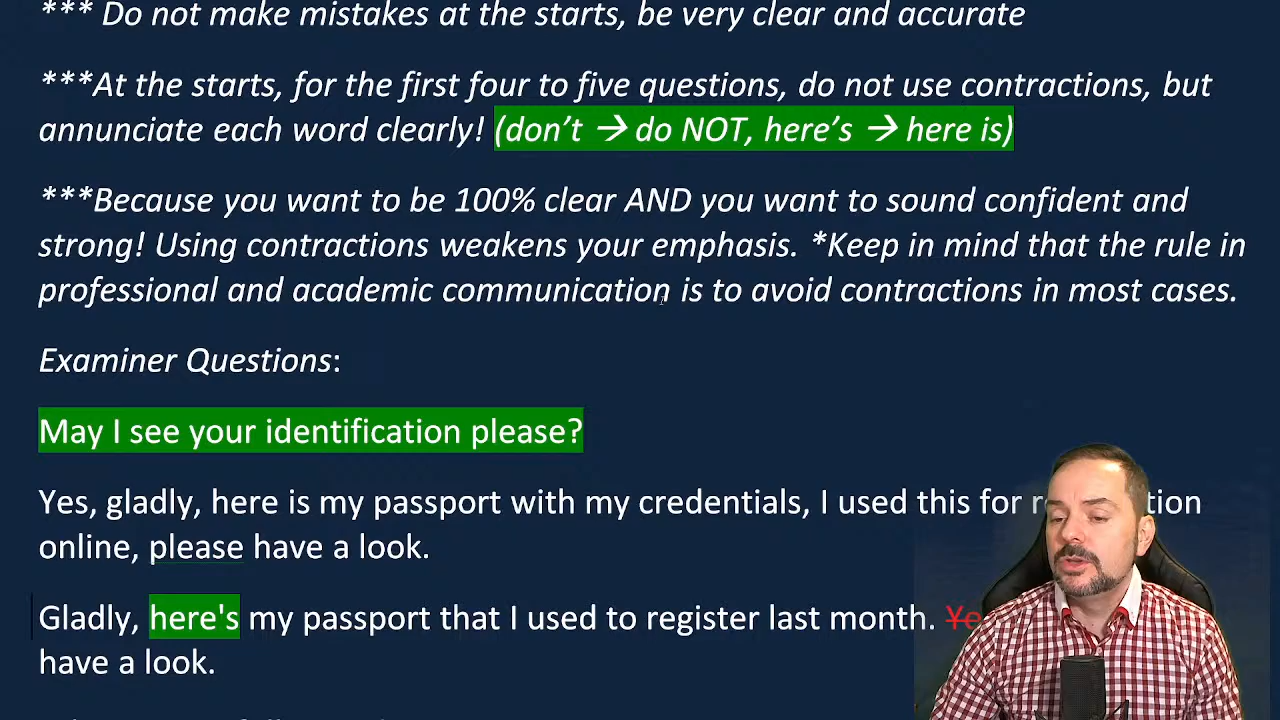 *** Do not make mistakes at the starts, be very clear and accurate
***At the starts, for the first four to five questions, do not use contractions, but
annunciate each word clearly! (don’t → do NOT, here’s → here is)
***Because you want to be 100% clear AND you want to sound confident and
strong! Using contractions weakens your emphasis. *Keep in mind that the rule in
professional and academic communication is to avoid contractions in most cases.
Examiner Questions:
May I see your identification please?
Yes, gladly, here is my passport with my credentials, I used this for
online, please have a look.
Gladly, here's my passport that I used to register last month.
have a look.